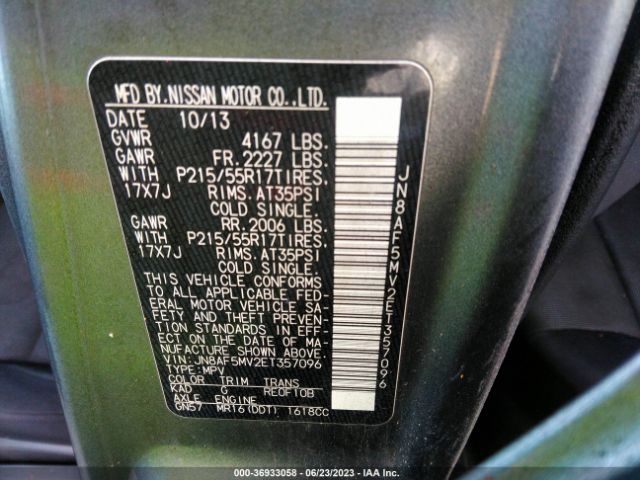 MFD BY.NISSAN MOTOR CO.,LTD.
DATE 10/13
GVWR 4167 LBS.
GAWR FR. 2227 LBS.
WITH P215/55R17TIRES,
17X7J RIMS.AT35PSI
COLD SINGLE.
GAWR RR. 2006 LBS.
WITH P215/55R17TIRES,
17X7J RIMS.AT35PSI
COLD SINGLE.
THIS VEHICLE CONFORMS
TO ALL APPLICABLE FED-
ERAL MOTOR VEHICLE SA-
FETY AND THEFT PREVEN-
TION STANDARDS IN EFF-
ECT ON THE DATE OF MA-
NUFACTURE SHOWN ABOVE.
VIN:JN8AF5MV2ET357096
TYPE:MPV
COLOR TRIM TRANS
KAD G RE0F10B
AXLE ENGINE
GN57 MR16(DDT) 1618CC
JN8AF5MV2ET357096
000-36933058 - 06/23/2023 - IAA Inc.